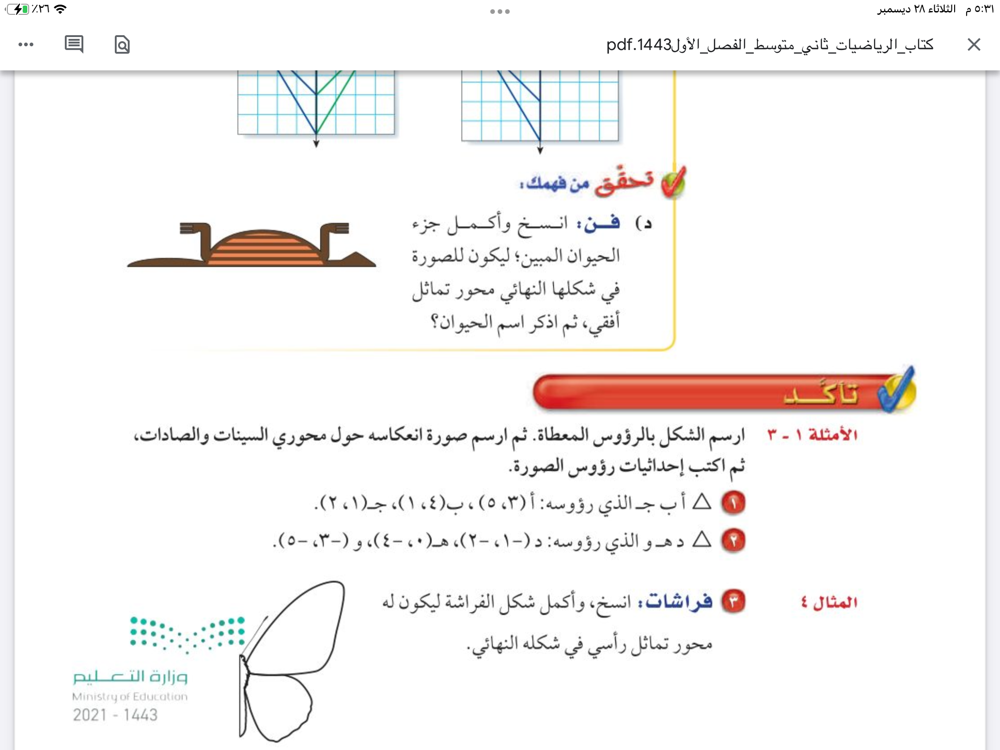 ٥:٣١ م الثلاثاء ٢٨ ديسمبر
٪٢٦
كتاب_الرياضيات_ثاني_متوسط_الفصل_الأول1443.pdf
تحقَّق من فهمك:
د) فـن: انسخ وأكمل جزء
الحيوان المبين؛ ليكون للصورة
في شكلها النهائي محور تماثل
أفقي، ثم اذكر اسم الحيوان؟
تأكَّد
الأمثلة ١ - ٣ ارسم الشكل بالرؤوس المعطاة. ثم ارسم صورة انعكاسه حول محوري السينات والصادات،
ثم اكتب إحداثيات رؤوس الصورة.
١ △ أ ب جـ الذي رؤوسه: أ (٣، ٥)، ب(٤، ١)، جـ(١، ٢).
٢ △ د هـ و الذي رؤوسه: د (-١، -٢)، هـ(٠، -٤)، و (-٣، -٥).
المثال ٤ ٣ فراشات: انسخ، وأكمل شكل الفراشة ليكون له
محور تماثل رأسي في شكله النهائي.
وزارة التعليم
Ministry of Education
2021 - 1443